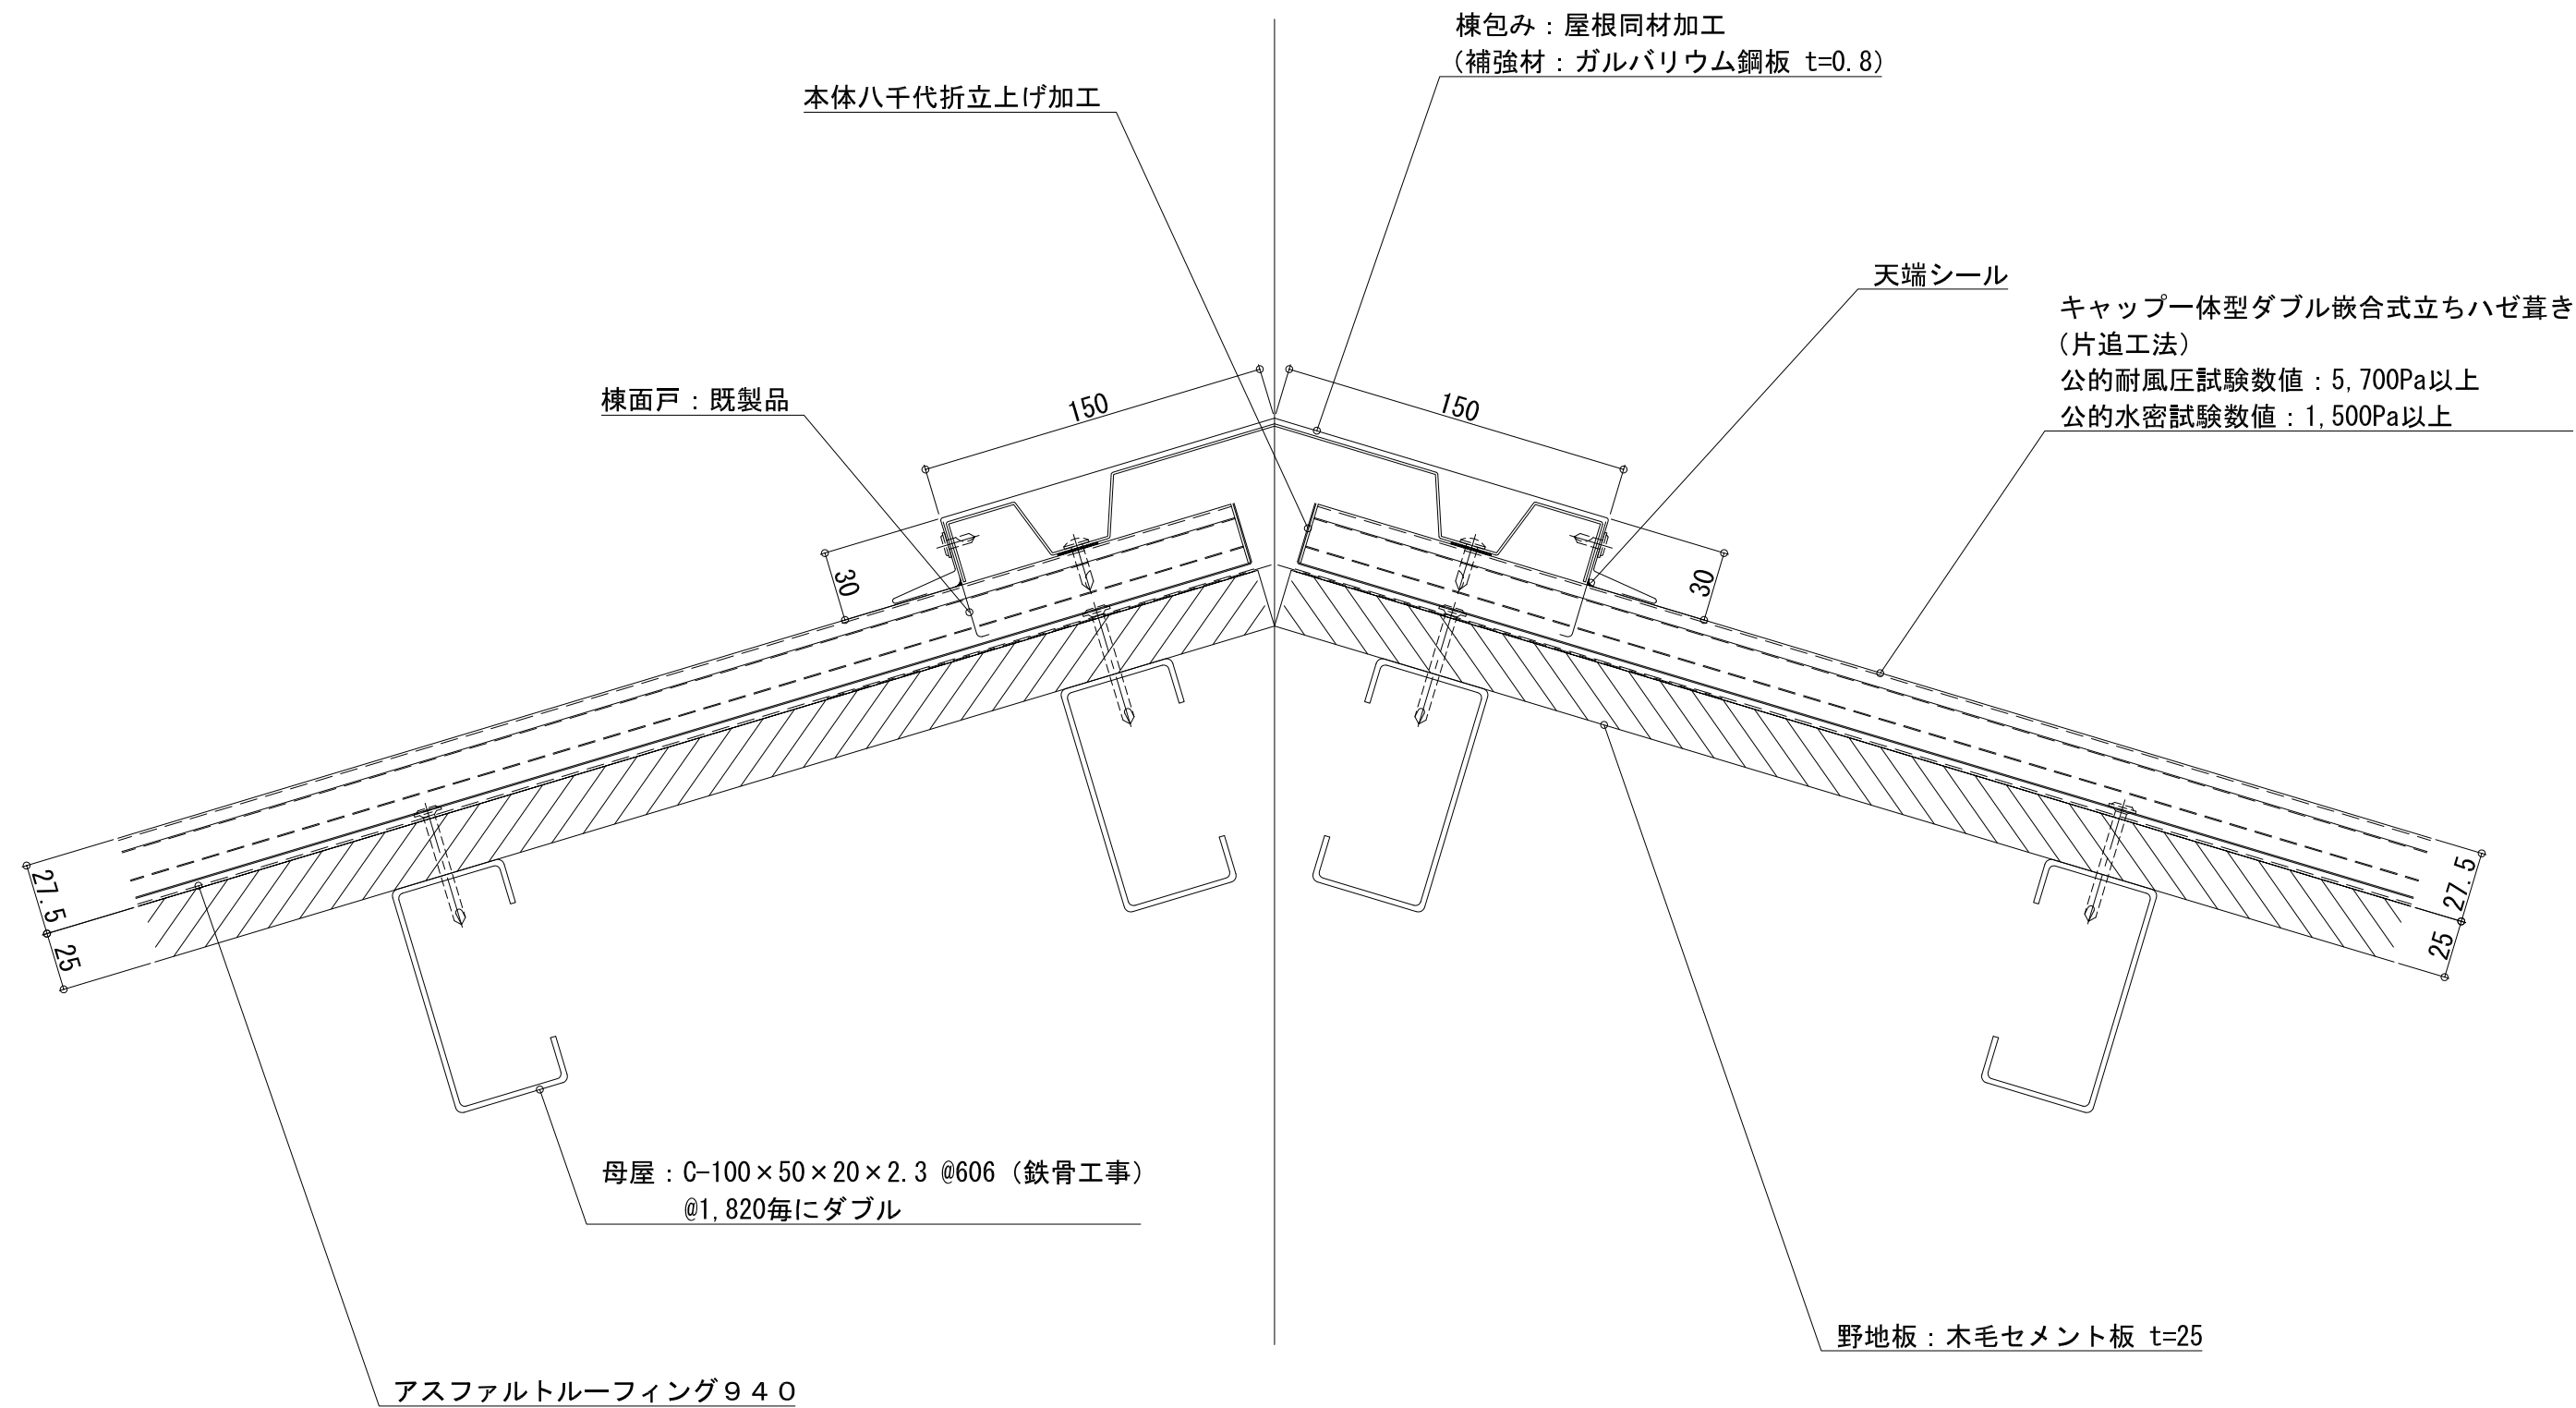 棟包み：屋根同材加工
(補強材：ガルバリウム鋼板 t=0.8)
本体八千代折立上げ加工
天端シール
キャップ一体型ダブル嵌合式立ちハゼ葺き
(片追工法)
公的耐風圧試験数値：5,700Pa以上
公的水密試験数値：1,500Pa以上
棟面戸：既製品
150
150
30
30
27.5
25
27.5
25
母屋：C-100×50×20×2.3 @606 (鉄骨工事)
@1,820毎にダブル
野地板：木毛セメント板 t=25
アスファルトルーフィング９４０